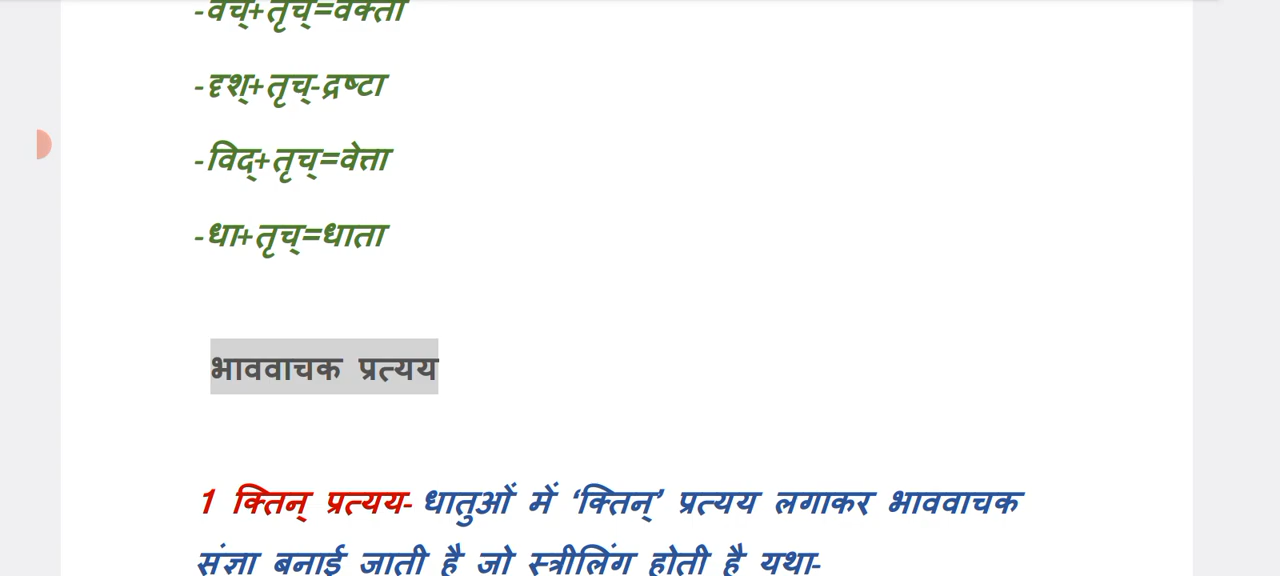 -वच्+तृच्=वक्ता
-दृश्+तृच्-द्रष्टा
-विद्+तृच्=वेत्ता
-धा+तृच्=धाता
भाववाचक प्रत्यय
1 क्तिन् प्रत्यय- धातुओं में ‘क्तिन्’ प्रत्यय लगाकर भाववाचक
संज्ञा बनाई जाती है जो स्त्रीलिंग होती है यथा-